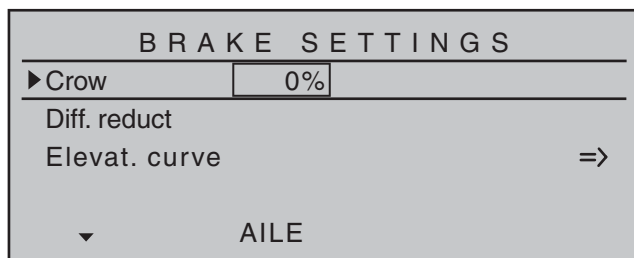 BRAKE SETTINGS
▶Crow 0%
Diff. reduct
Elevat. curve =>
▼ AILE